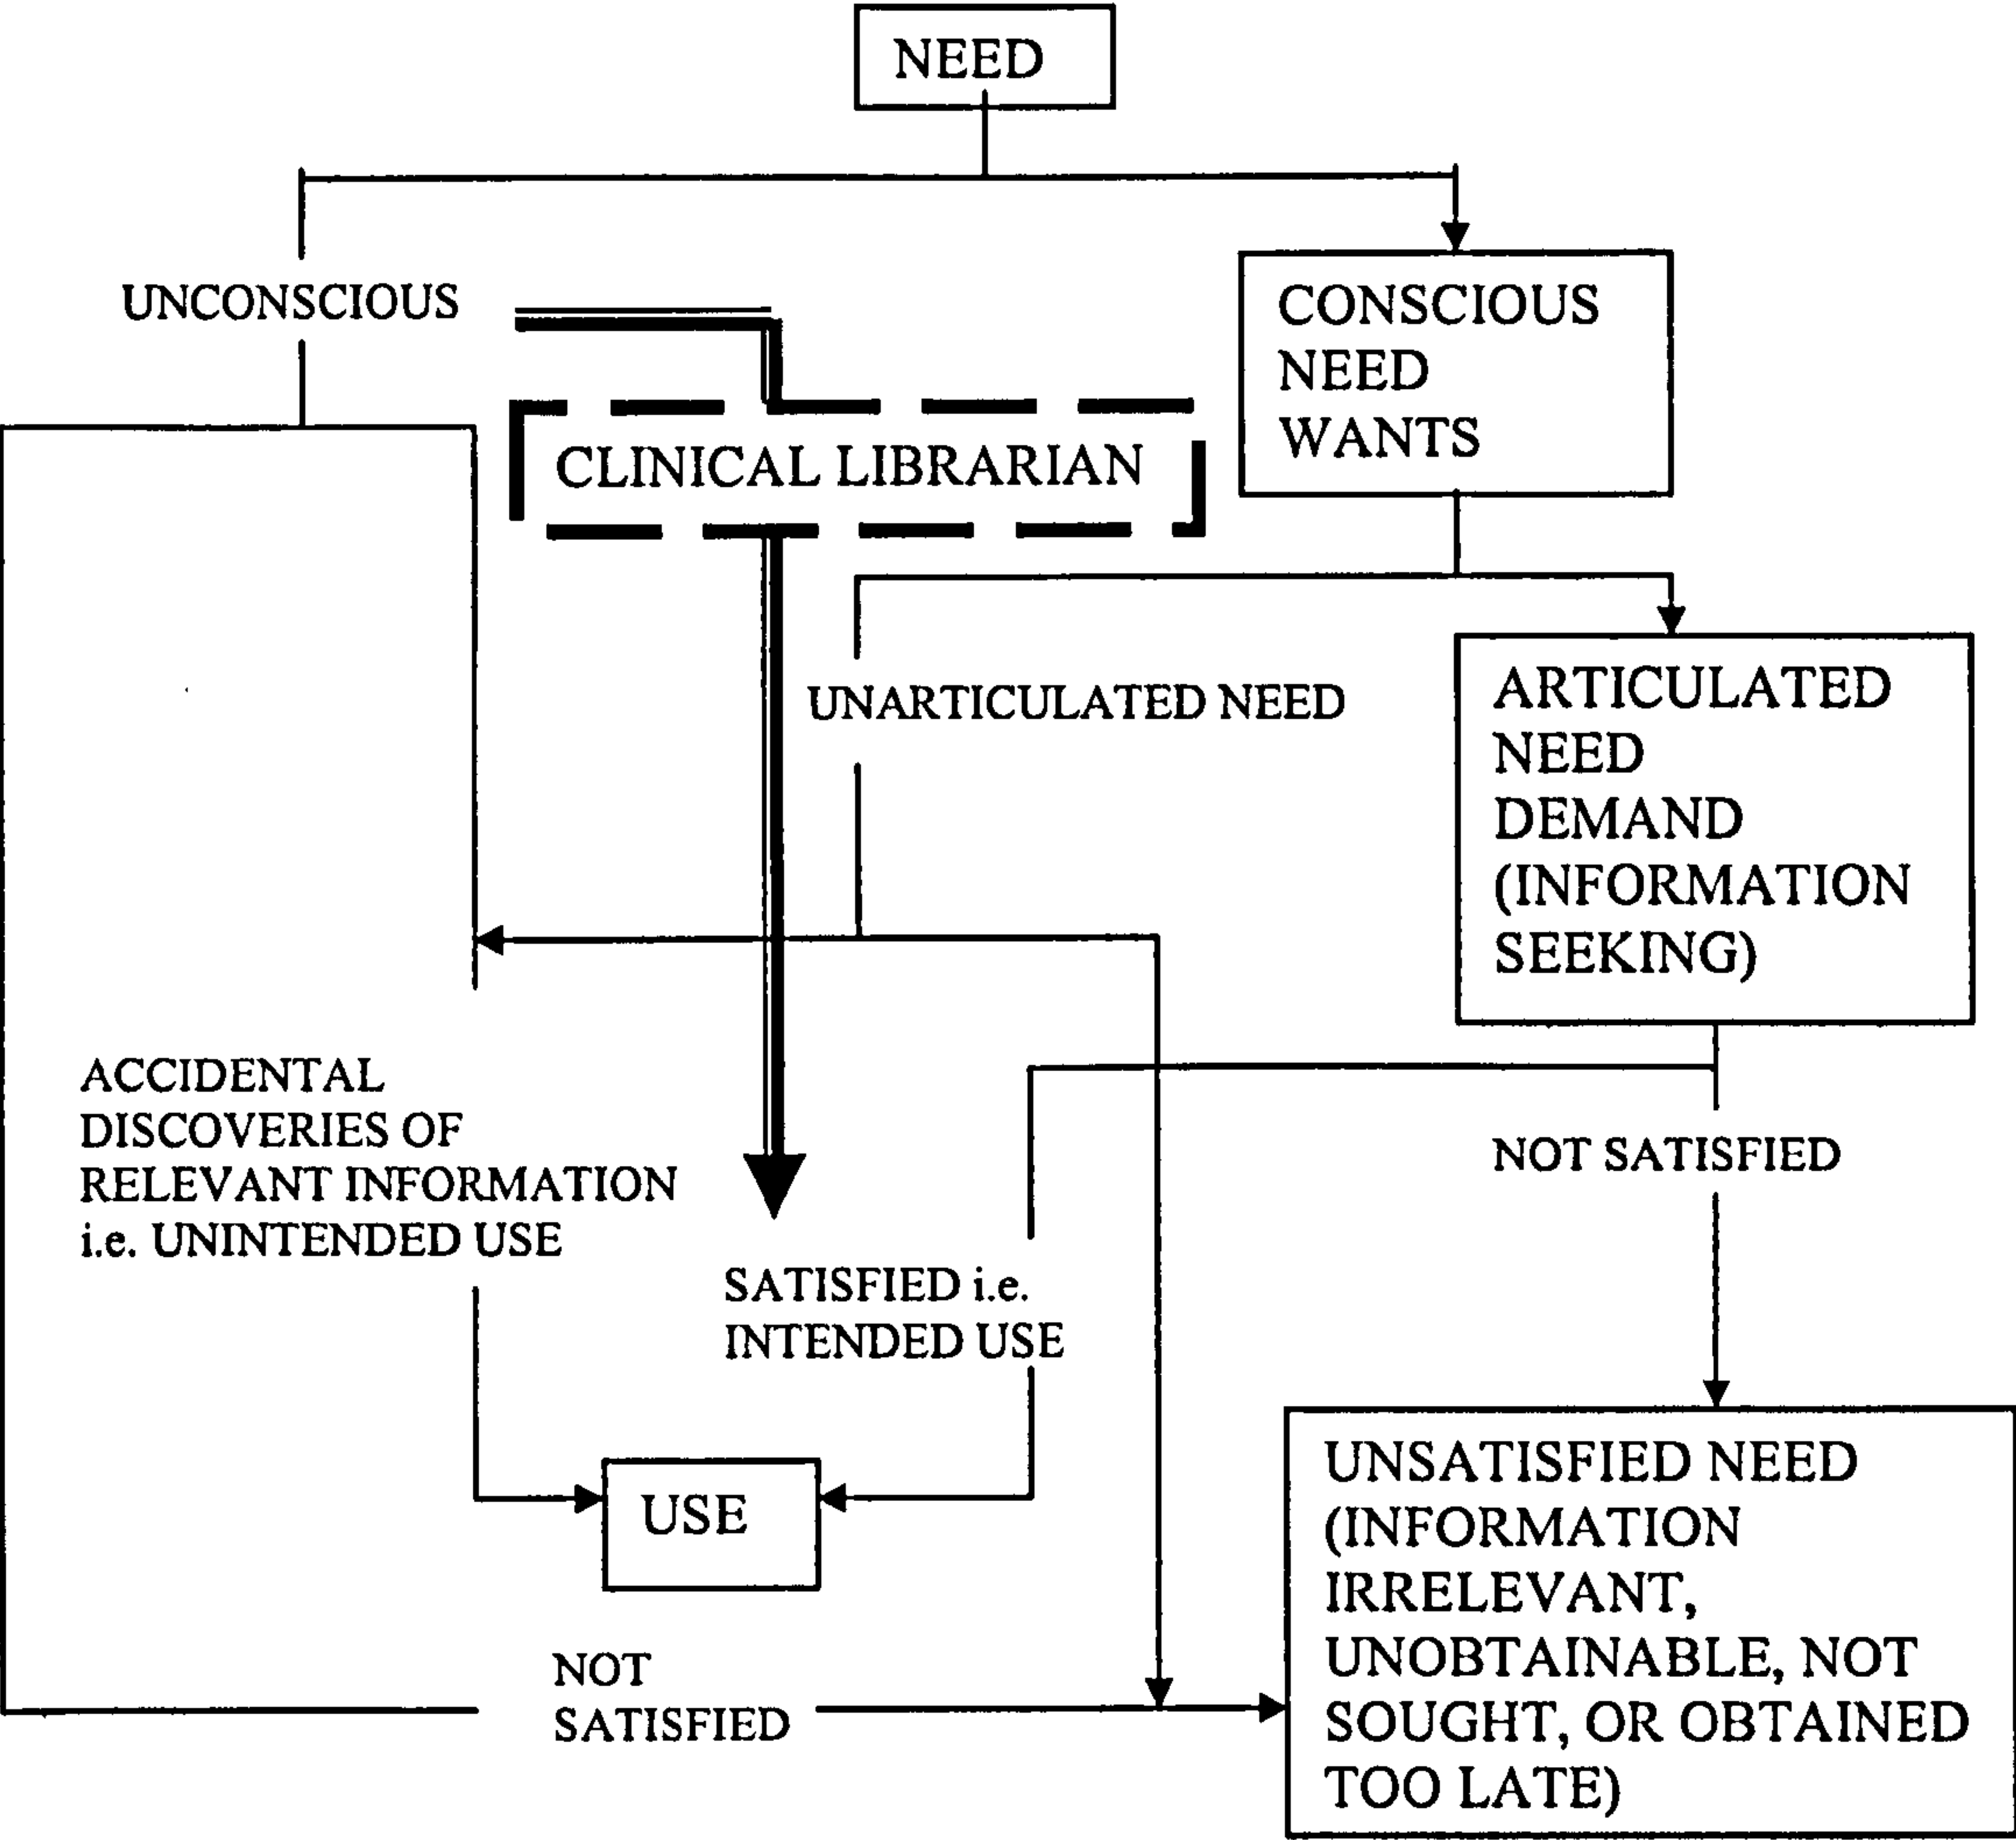 NEED
UNCONSCIOUS
CONSCIOUS
NEED
WANTS
CLINICAL LIBRARIAN
UNARTICULATED NEED
ARTICULATED
NEED
DEMAND
(INFORMATION
SEEKING)
ACCIDENTAL
DISCOVERIES OF
RELEVANT INFORMATION
i.e. UNINTENDED USE
SATISFIED i.e.
INTENDED USE
NOT SATISFIED
USE
NOT
SATISFIED
UNSATISFIED NEED
(INFORMATION
IRRELEVANT,
UNOBTAINABLE, NOT
SOUGHT, OR OBTAINED
TOO LATE)